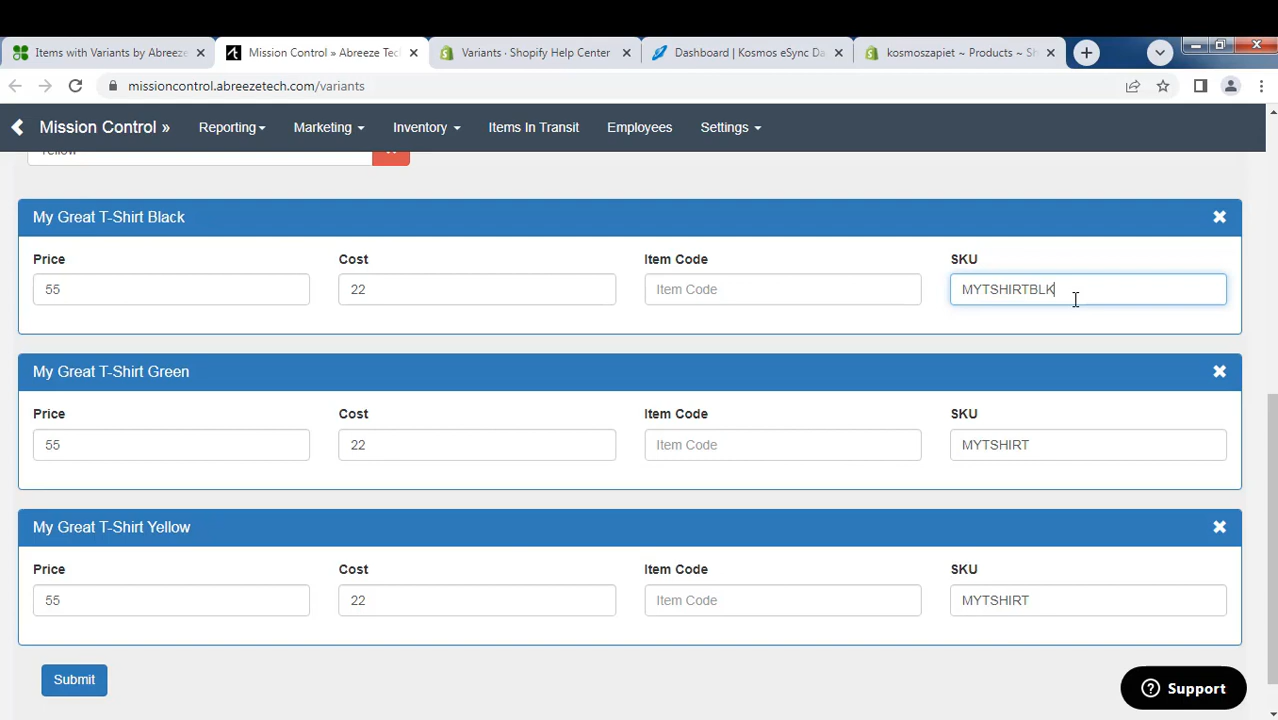 Items with Variants by Abreeze
Mission Control » Abreeze Tec
Variants · Shopify Help Center
Dashboard | Kosmos eSync Da
kosmoszapiet ~ Products ~ Sh
missioncontrol.abreezetech.com/variants
Mission Control » Reporting Marketing Inventory Items In Transit Employees Settings
Yellow
My Great T-Shirt Black
Price Cost Item Code SKU
55 22 Item Code MYTSHIRTBLK
My Great T-Shirt Green
Price Cost Item Code SKU
55 22 Item Code MYTSHIRT
My Great T-Shirt Yellow
Price Cost Item Code SKU
55 22 Item Code MYTSHIRT
Submit
Support